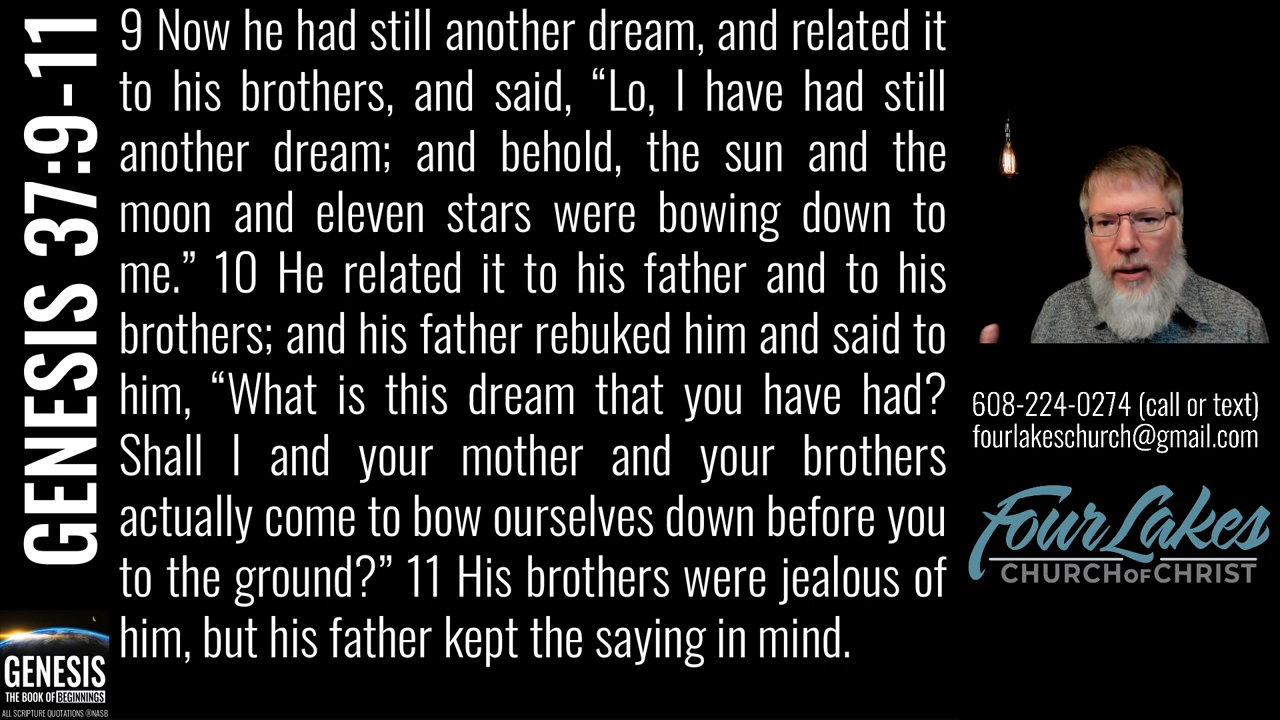 GENESIS 37:9-11
9 Now he had still another dream, and related it
to his brothers, and said, “Lo, I have had still
another dream; and behold, the sun and the
moon and eleven stars were bowing down to
me.” 10 He related it to his father and to his
brothers; and his father rebuked him and said to
him, “What is this dream that you have had?
Shall I and your mother and your brothers
actually come to bow ourselves down before you
to the ground?” 11 His brothers were jealous of
him, but his father kept the saying in mind.
608-224-0274 (call or text)
fourlakeschurch@gmail.com
Four Lakes
CHURCH OF CHRIST
GENESIS
THE BOOK OF BEGINNINGS
ALL SCRIPTURE QUOTATIONS ®NASB